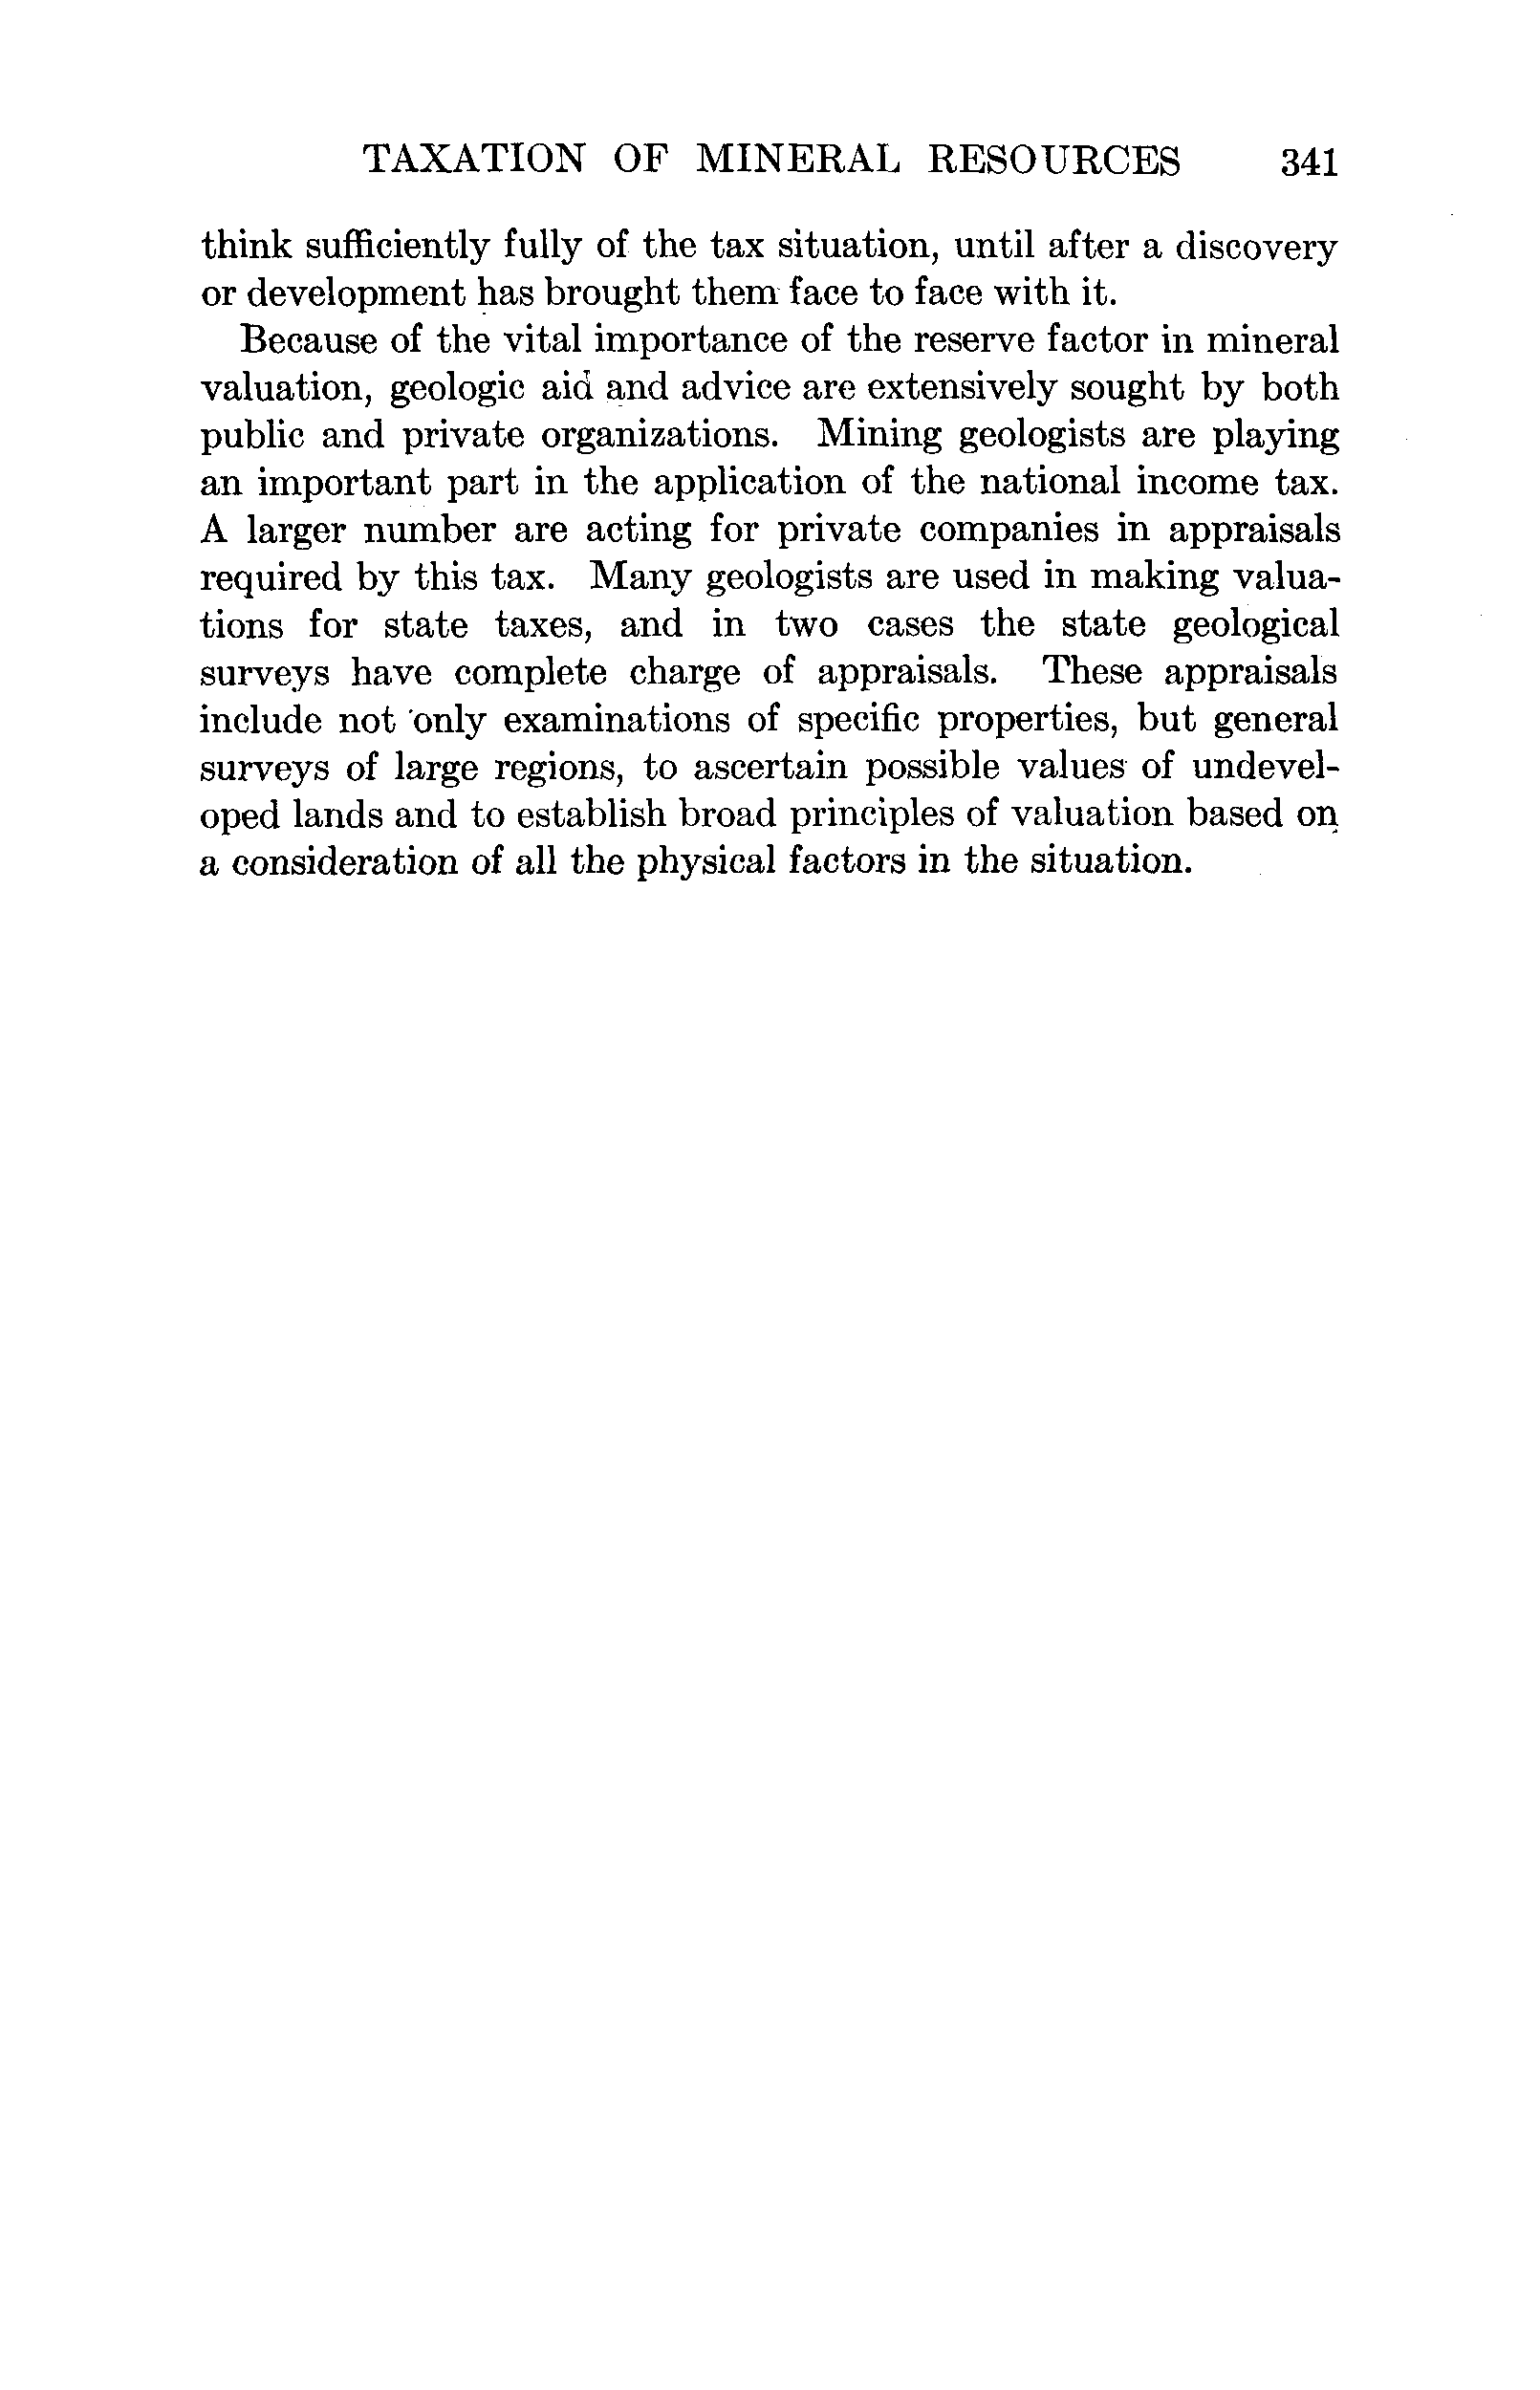 TAXATION OF MINERAL RESOURCES 341
think sufficiently fully of the tax situation, until after a discovery
or development has brought them face to face with it.
Because of the vital importance of the reserve factor in mineral
valuation, geologic aid and advice are extensively sought by both
public and private organizations. Mining geologists are playing
an important part in the application of the national income tax.
A larger number are acting for private companies in appraisals
required by this tax. Many geologists are used in making valua-
tions for state taxes, and in two cases the state geological
surveys have complete charge of appraisals. These appraisals
include not only examinations of specific properties, but general
surveys of large regions, to ascertain possible values of undevel-
oped lands and to establish broad principles of valuation based on
a consideration of all the physical factors in the situation.